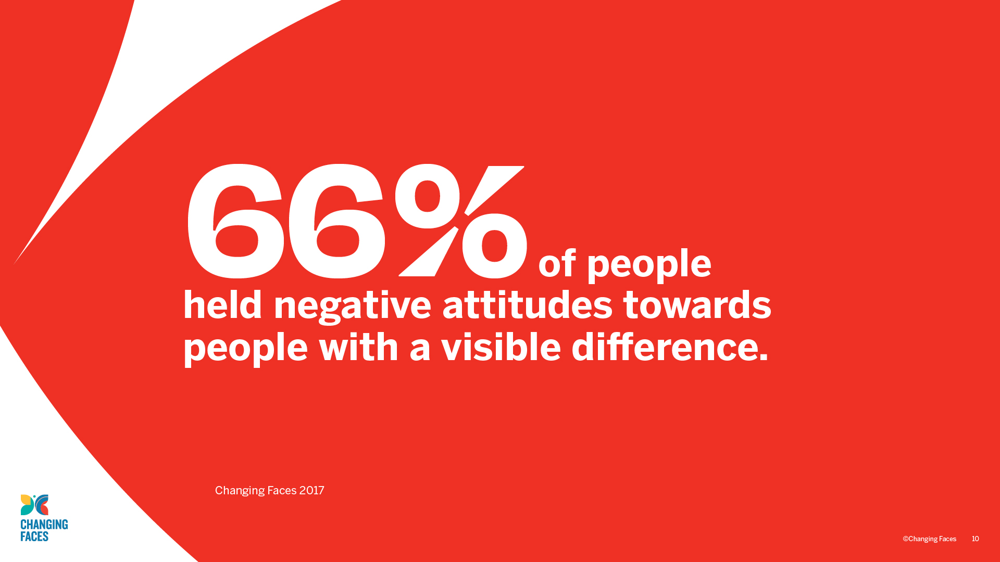 66% of people
held negative attitudes towards
people with a visible difference.
Changing Faces 2017
CHANGING
FACES
©Changing Faces 10